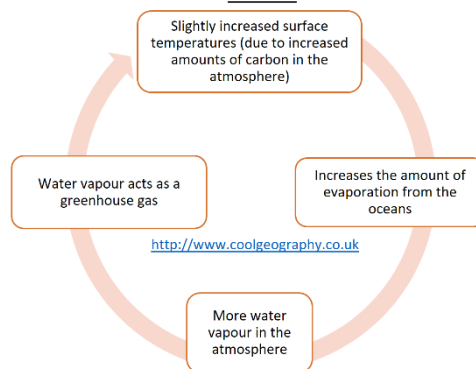 Slightly increased surface
temperatures (due to increased
amounts of carbon in the
atmosphere)
Increases the amount of
evaporation from the
oceans
More water
vapour in the
atmosphere
Water vapour acts as a
greenhouse gas
http://www.coolgeography.co.uk